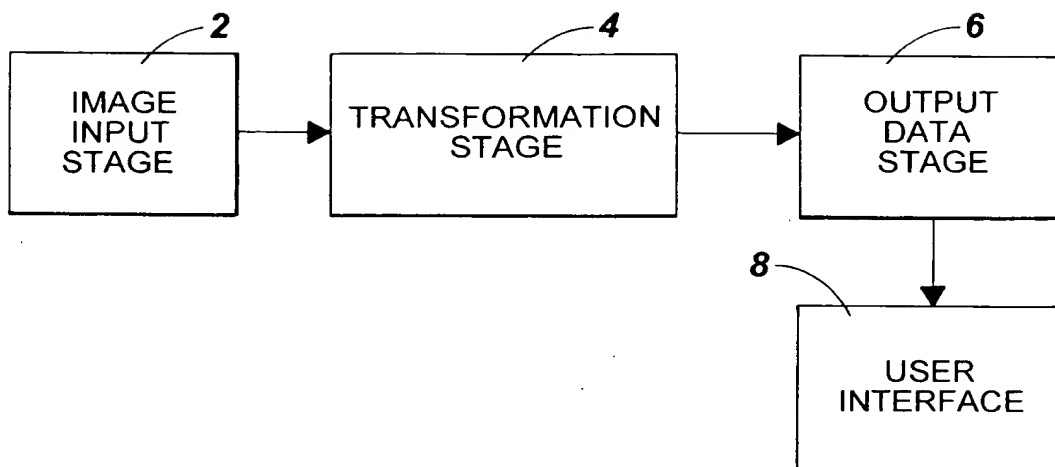 2
IMAGE
INPUT
STAGE
4
TRANSFORMATION
STAGE
6
OUTPUT
DATA
STAGE
8
USER
INTERFACE